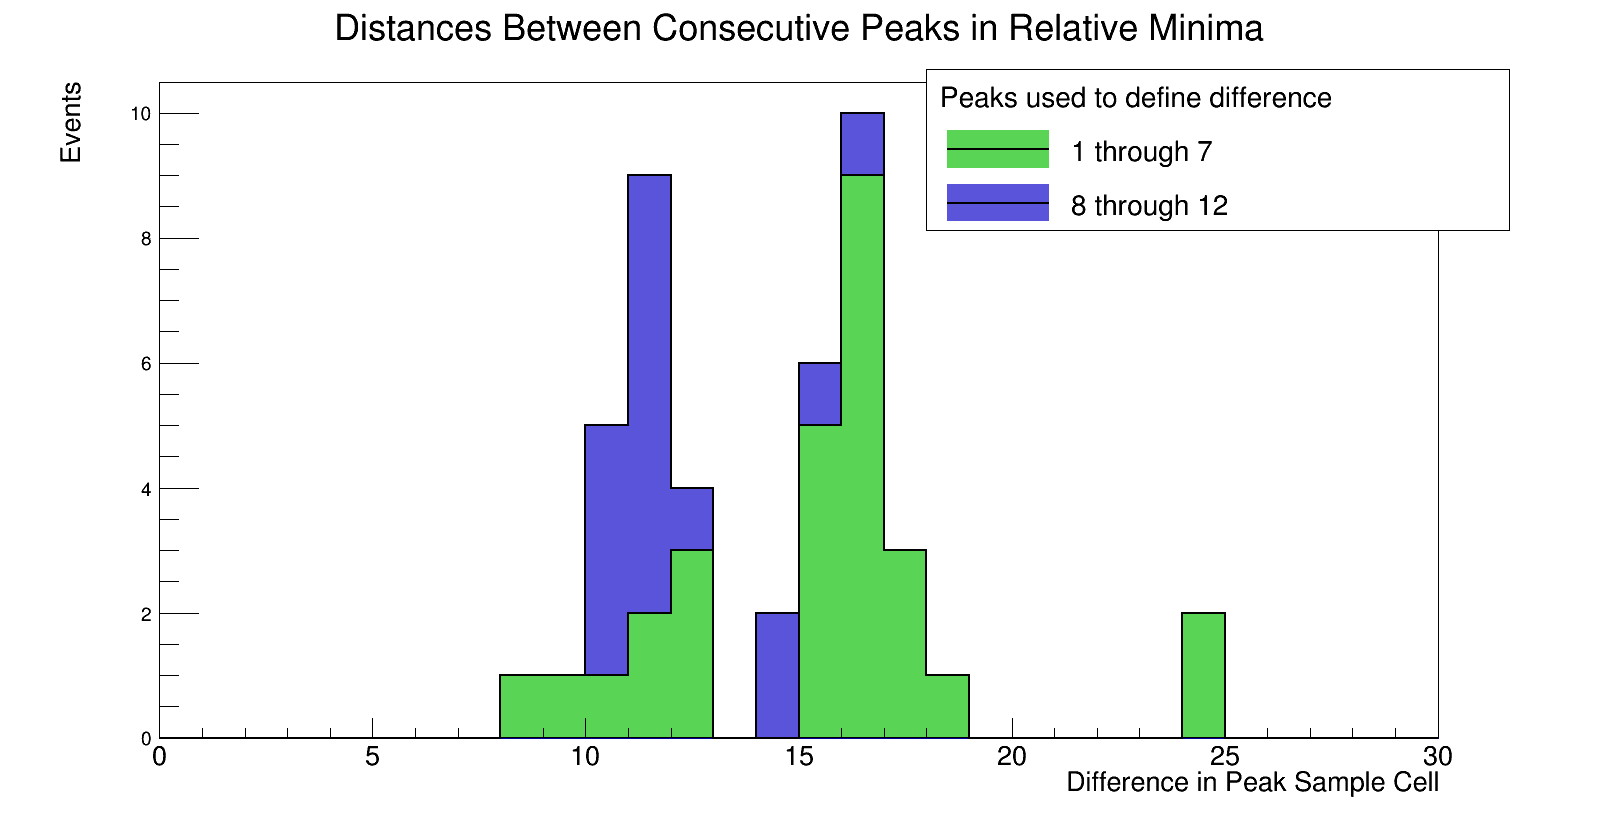 Distances Between Consecutive Peaks in Relative Minima
Events
Peaks used to define difference
1 through 7
8 through 12
10
8
6
4
2
0
0 5 10 15 20 25 30
Difference in Peak Sample Cell